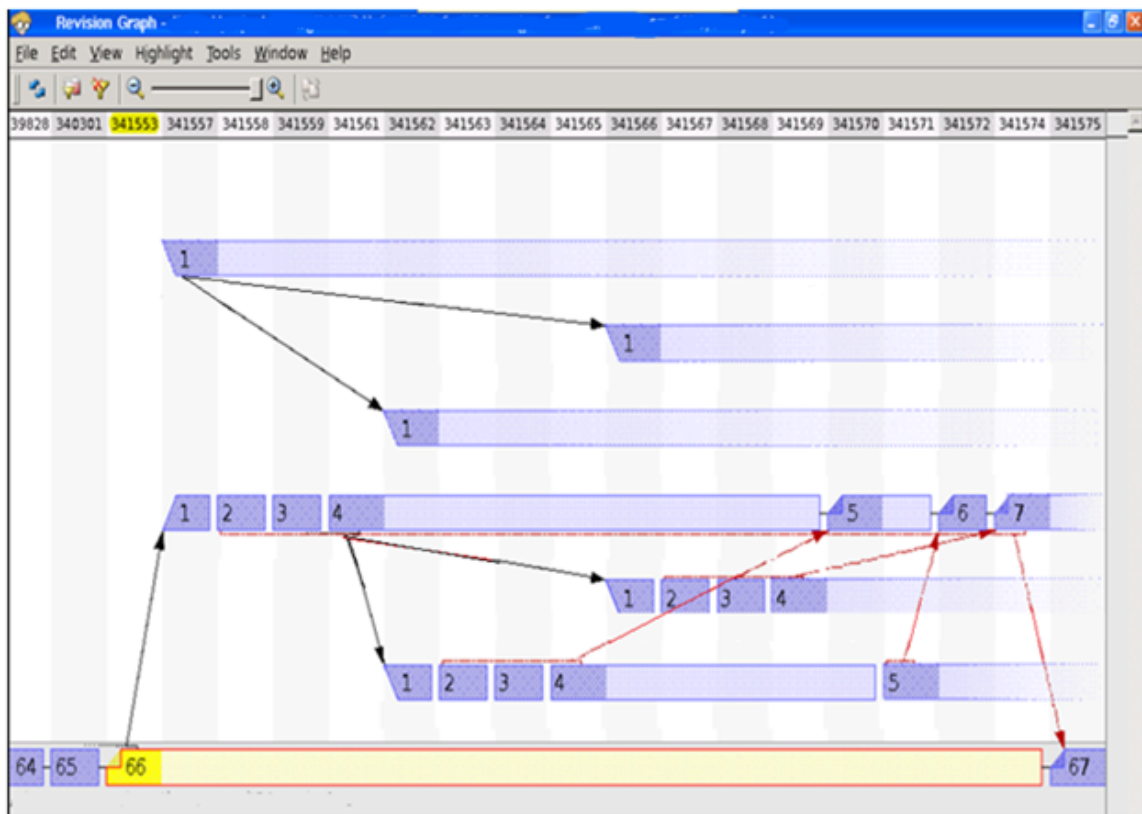 Revision Graph -
File Edit View Highlight Tools Window Help
39828 340301 341553 341557 341558 341559 341561 341562 341563 341564 341565 341566 341567 341568 341569 341570 341571 341572 341574 341575
1
1
1
1 2 3 4 5 6 7
1 2 3 4
1 2 3 4 5
64 65 66 67